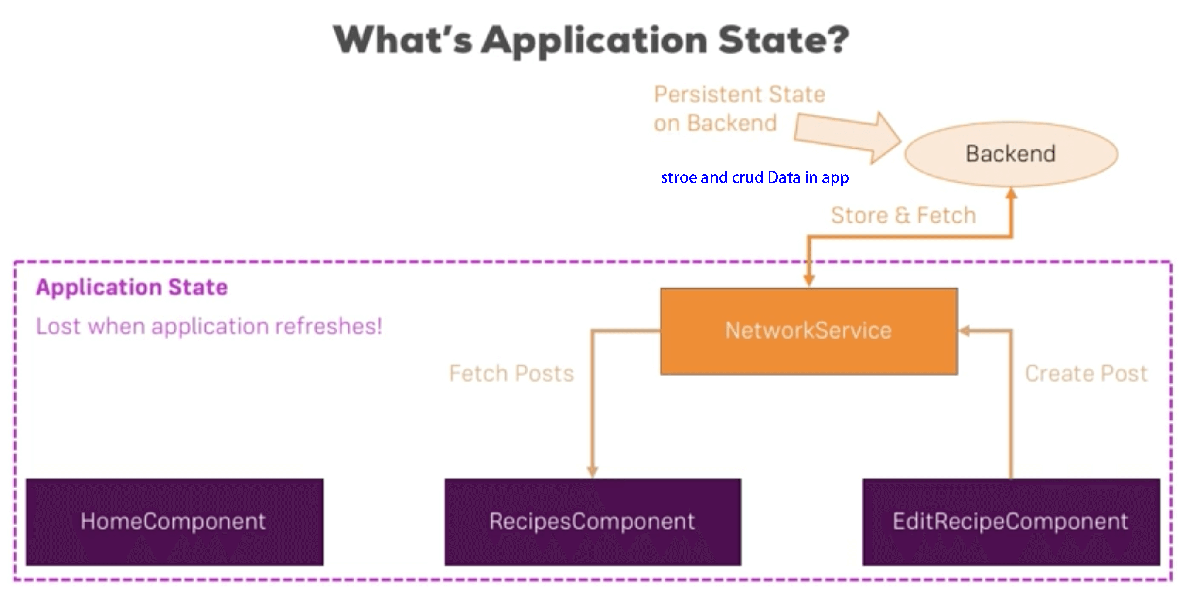 What's Application State?
Persistent State
on Backend
Backend
stroe and crud Data in app
Store & Fetch
Application State
Lost when application refreshes!
NetworkService
Fetch Posts
Create Post
HomeComponent
RecipesComponent
EditRecipeComponent